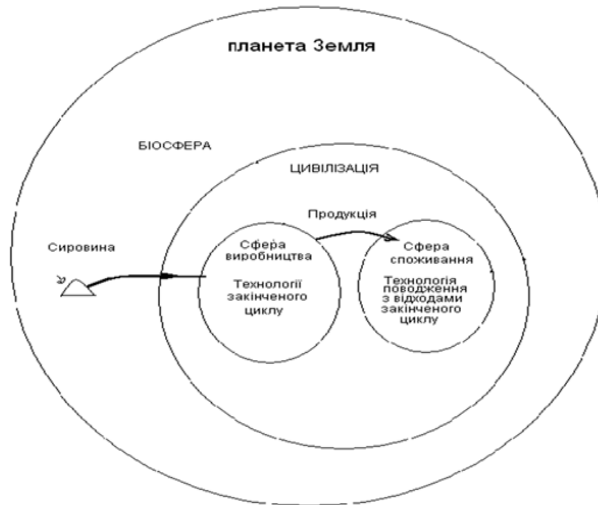 планета Земля
БІОСФЕРА
ЦИВІЛІЗАЦІЯ
Продукція
Сировина
Сфера
виробництва
Технології
закінченого
циклу
Сфера
споживання
Технологія
поводження
з відходами
закінченого
циклу